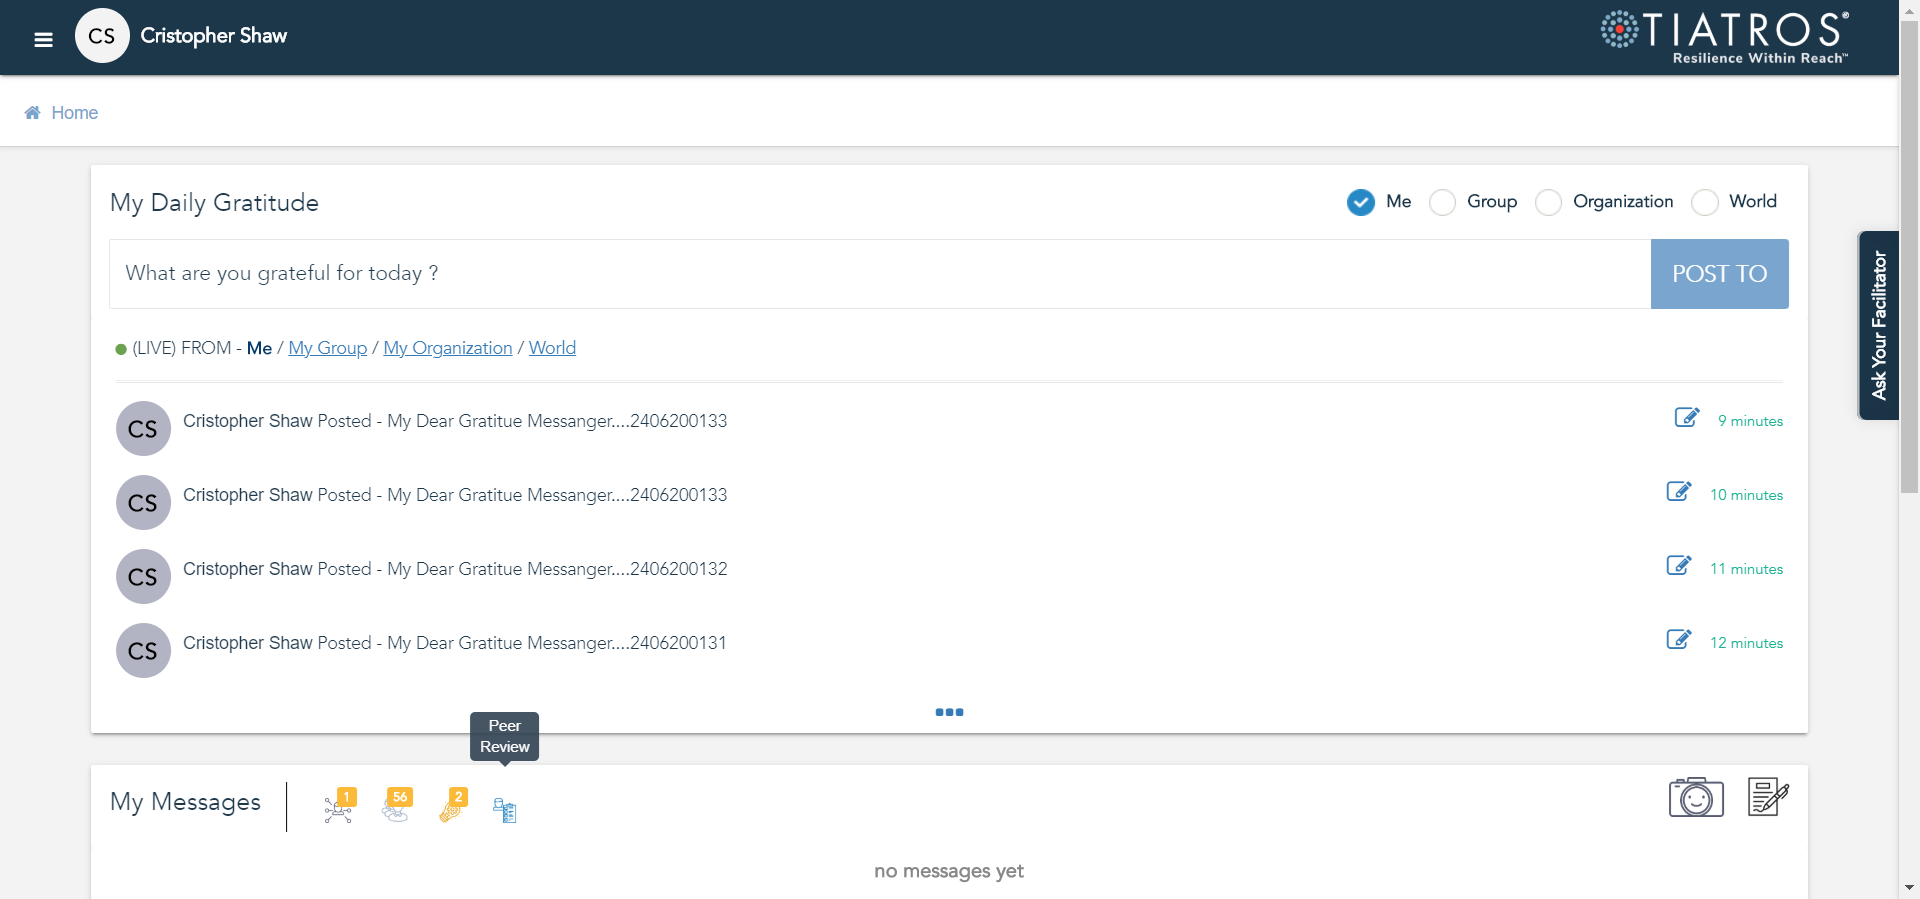 CS Cristopher Shaw
TIATROS®
Resilience Within Reach™
Home
My Daily Gratitude
Me Group Organization World
What are you grateful for today ?
POST TO
Ask Your Facilitator
(LIVE) FROM - Me / My Group / My Organization / World
CS Cristopher Shaw Posted - My Dear Gratitue Messanger....2406200133 9 minutes
CS Cristopher Shaw Posted - My Dear Gratitue Messanger....2406200133 10 minutes
CS Cristopher Shaw Posted - My Dear Gratitue Messanger....2406200132 11 minutes
CS Cristopher Shaw Posted - My Dear Gratitue Messanger....2406200131 12 minutes
Peer
Review
My Messages 1 56 2
no messages yet